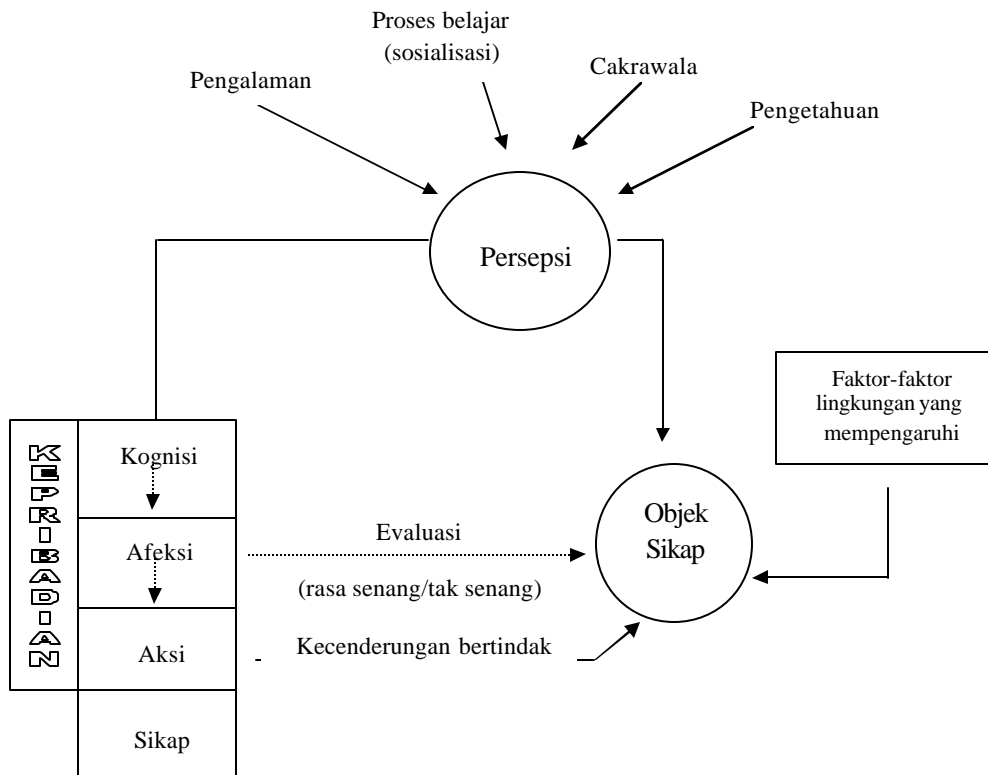 Proses belajar
(sosialisasi)
Cakrawala
Pengalaman
Pengetahuan
Persepsi
Faktor-faktor
lingkungan yang
mempengaruhi
KEPRIBADIAN
Kognisi
Objek
Sikap
Evaluasi
Afeksi
(rasa senang/tak senang)
Kecenderungan bertindak
Aksi
Sikap